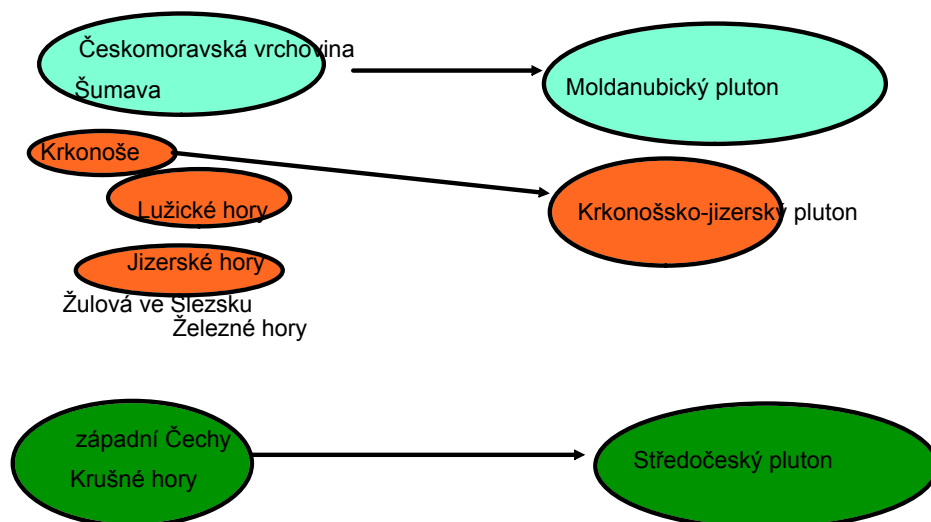 Českomoravská vrchovina
Šumava
Moldanubický pluton
Krkonoše
Lužické hory
Krkonošsko-jizerský pluton
Jizerské hory
Žulová ve Slezsku
Železné hory
západní Čechy
Krušné hory
Středočeský pluton